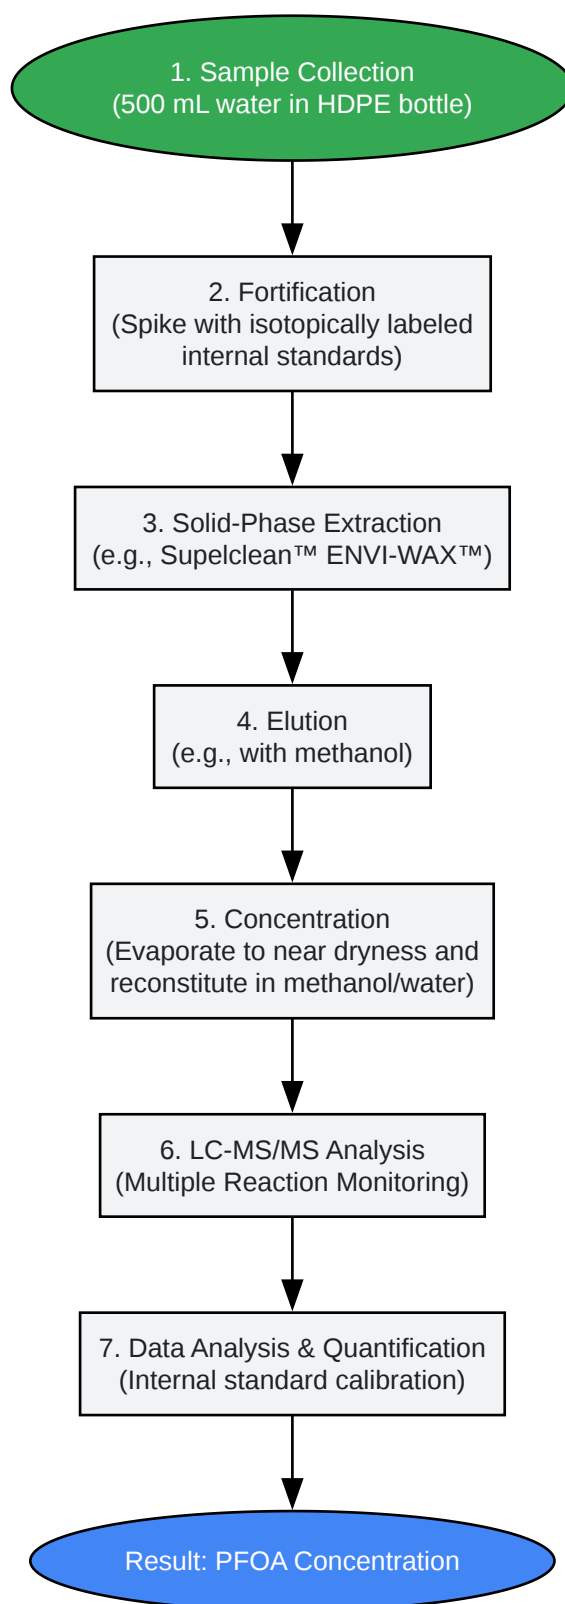 1. Sample Collection
(500 mL water in HDPE bottle)
2. Fortification
(Spike with isotopically labeled
internal standards)
3. Solid-Phase Extraction
(e.g., Supelclean™ ENVI-WAX™)
4. Elution
(e.g., with methanol)
5. Concentration
(Evaporate to near dryness and
reconstitute in methanol/water)
6. LC-MS/MS Analysis
(Multiple Reaction Monitoring)
7. Data Analysis & Quantification
(Internal standard calibration)
Result: PFOA Concentration